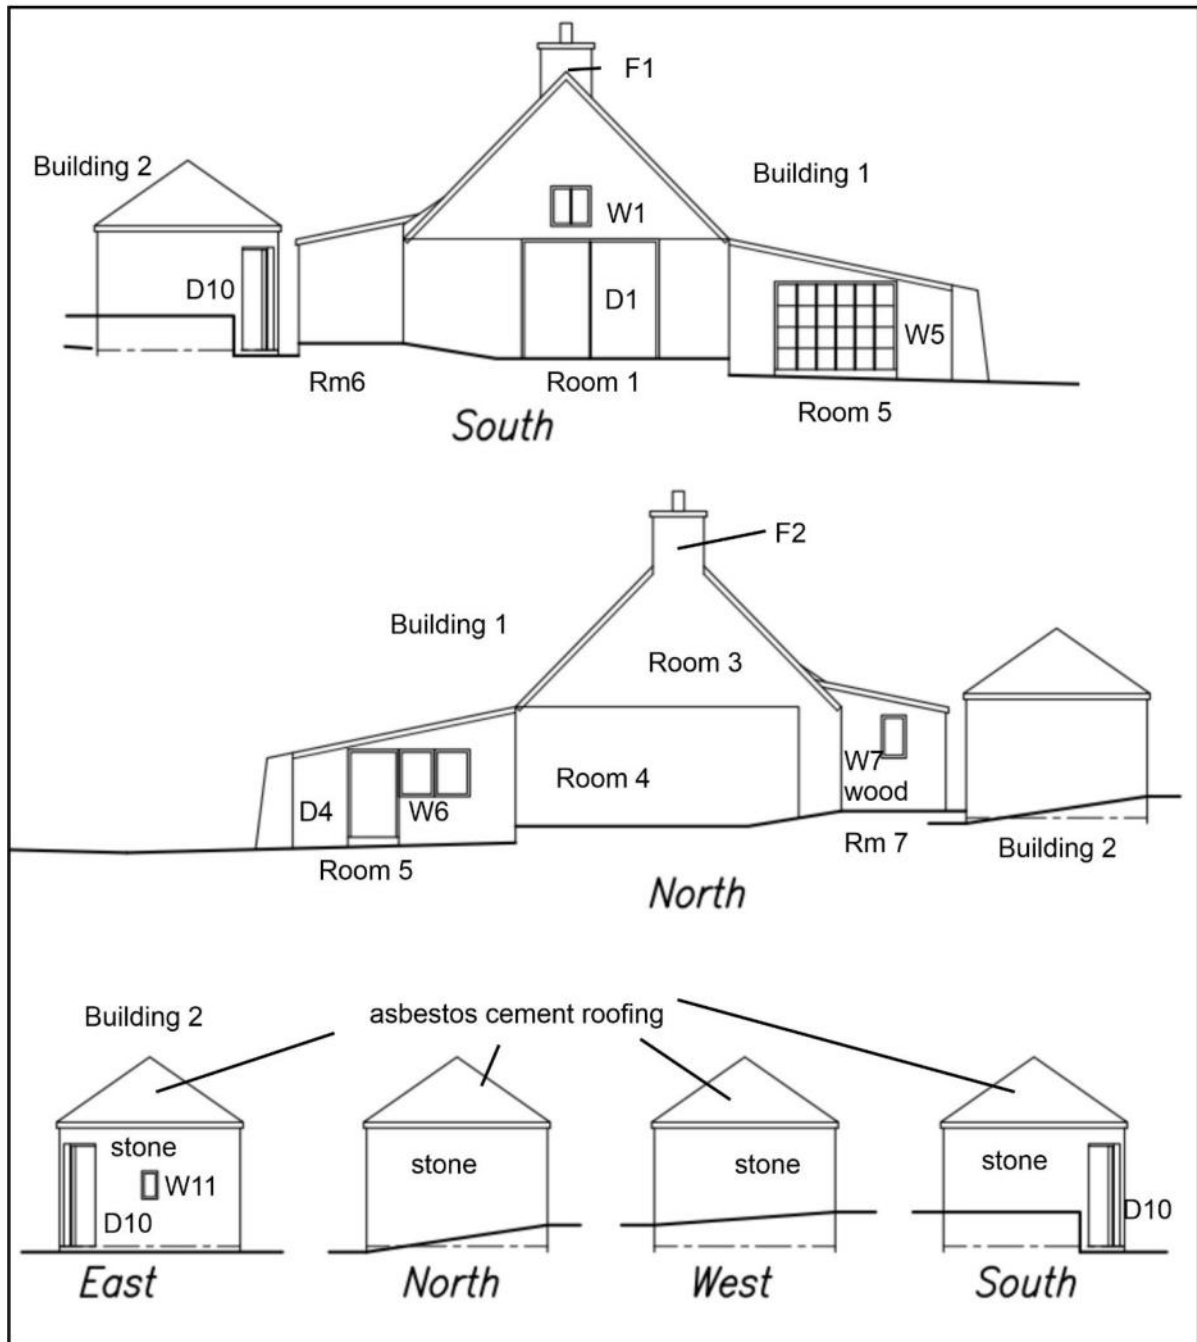 F1
Building 2
Building 1
W1
D10
D1
W5
Rm6
Room 1
Room 5
South
F2
Building 1
Room 3
W7
wood
Room 4
D4
W6
Rm 7
Building 2
Room 5
North
Building 2
asbestos cement roofing
stone
stone
stone
stone
W11
D10
D10
East
North
West
South